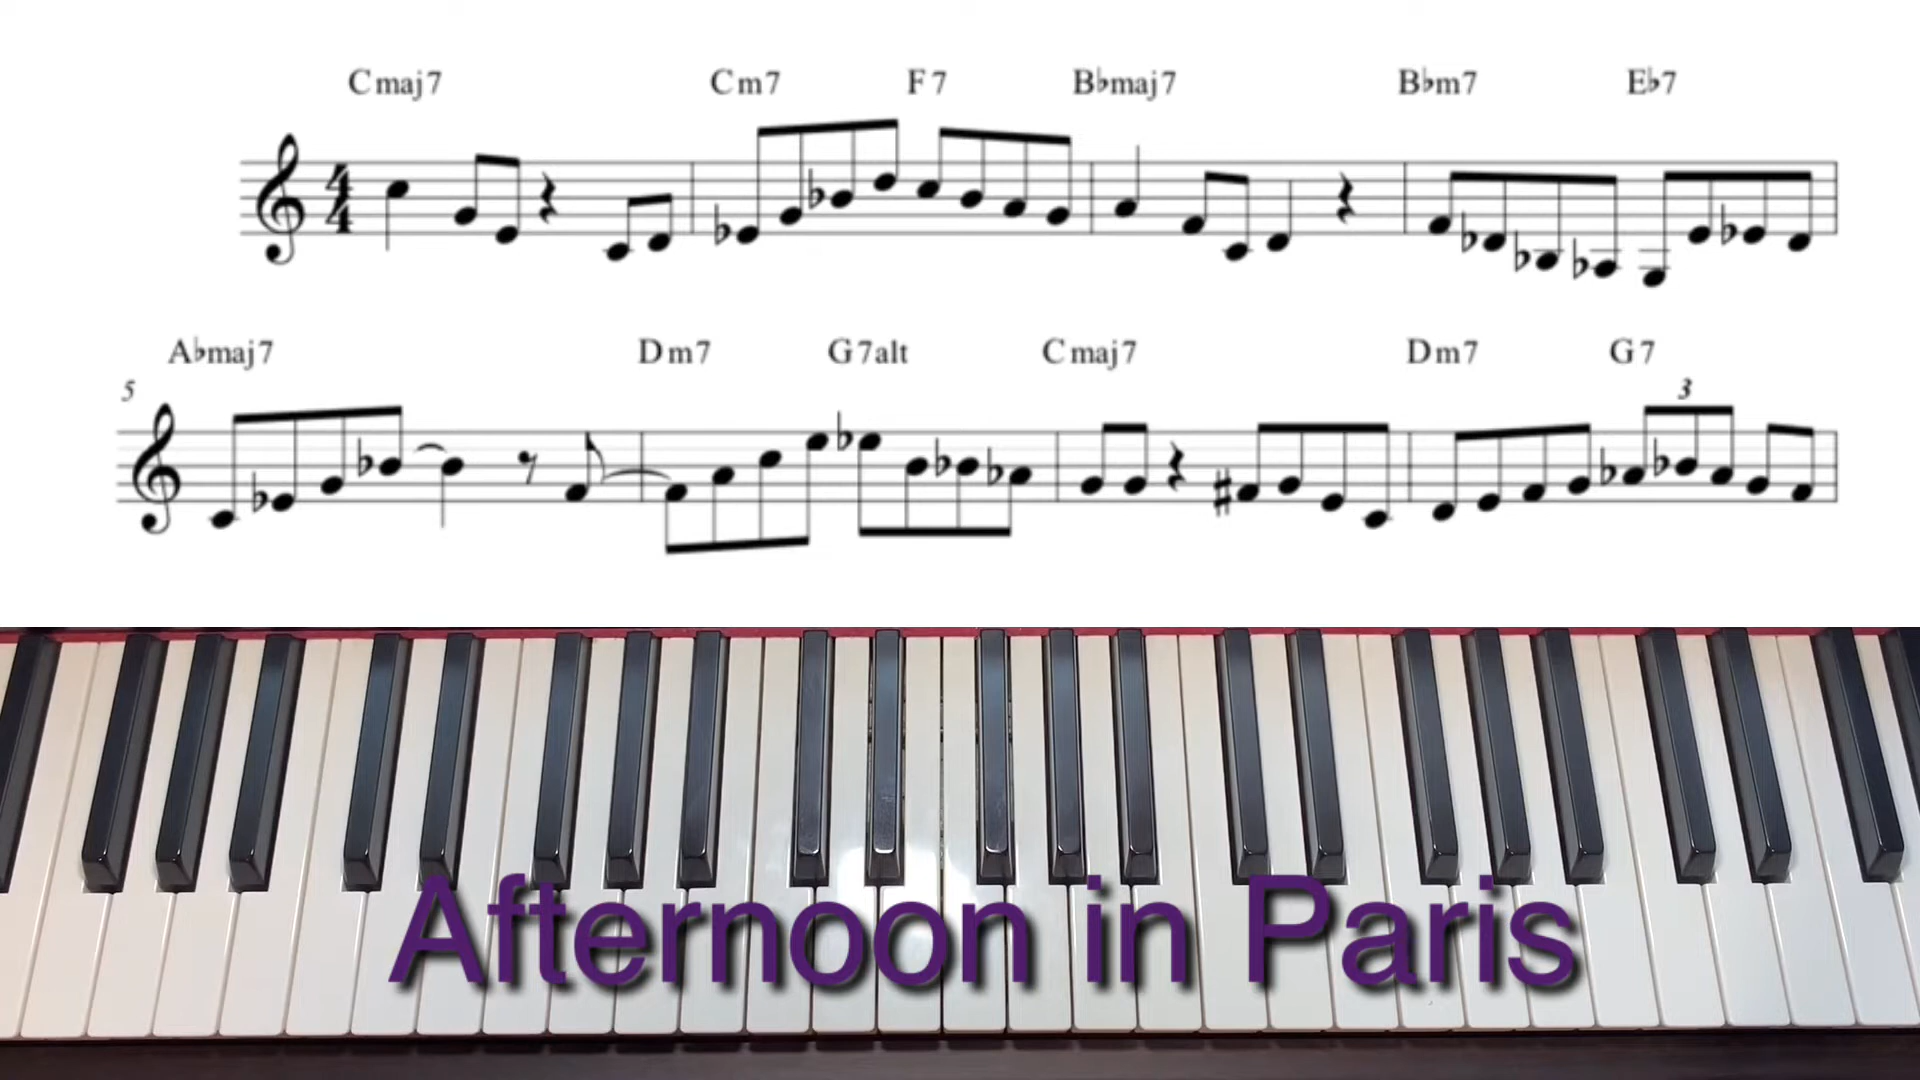 Cmaj7 Cm7 F7 B♭maj7 B♭m7 E♭7
4
4
A♭maj7 Dm7 G7alt Cmaj7 Dm7 G7
5 3
Afternoon in Paris